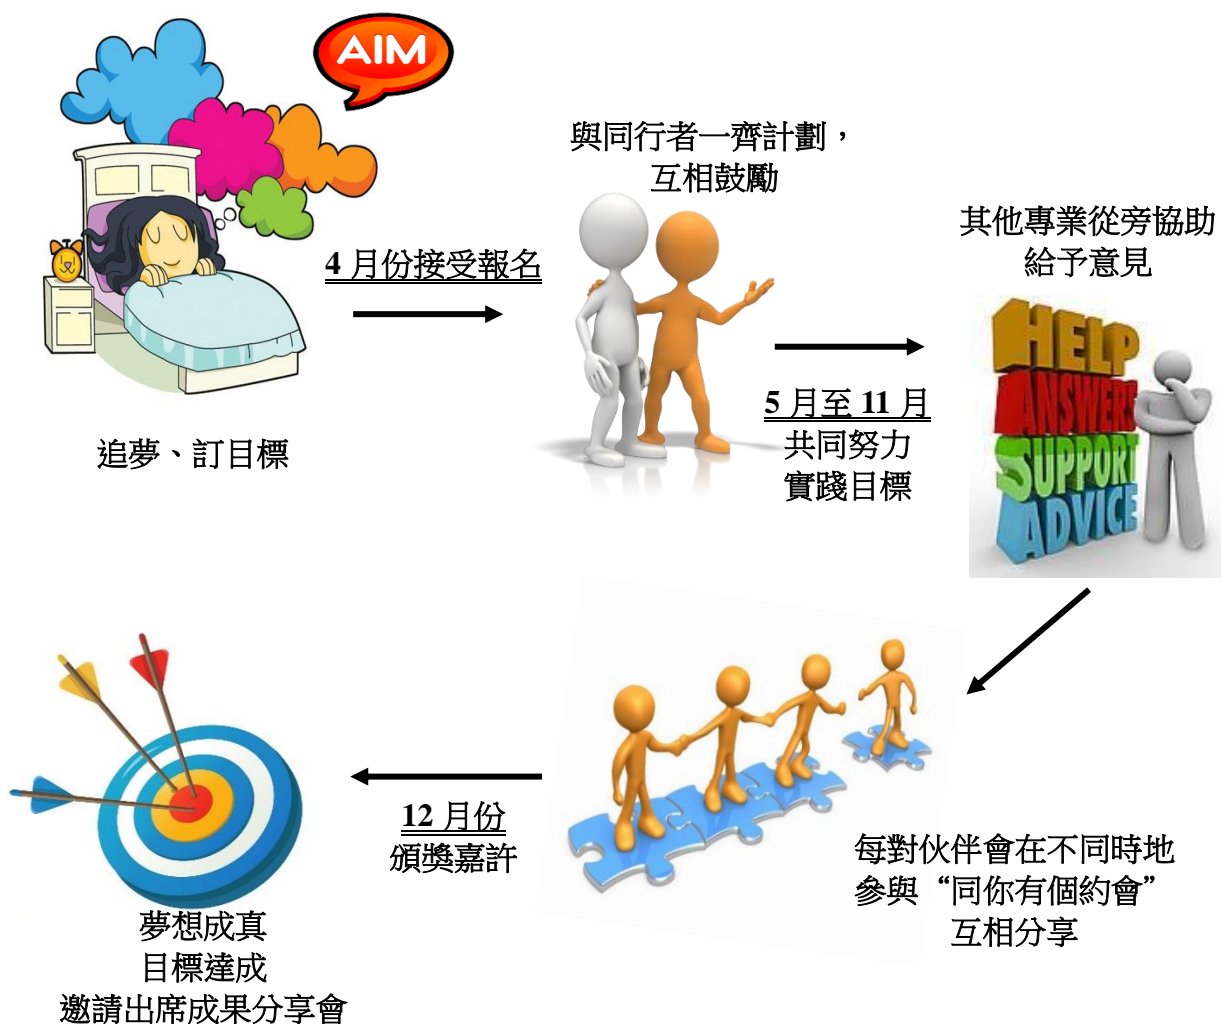 AIM
追夢、訂目標
4 月份接受報名
與同行者一齊計劃，
互相鼓勵
5 月至 11 月
共同努力
實踐目標
其他專業從旁協助
給予意見
HELP
ANSWERS
SUPPORT
ADVICE
每對伙伴會在不同時地
參與“同你有個約會”
互相分享
12 月份
頒獎嘉許
夢想成真
目標達成
邀請出席成果分享會